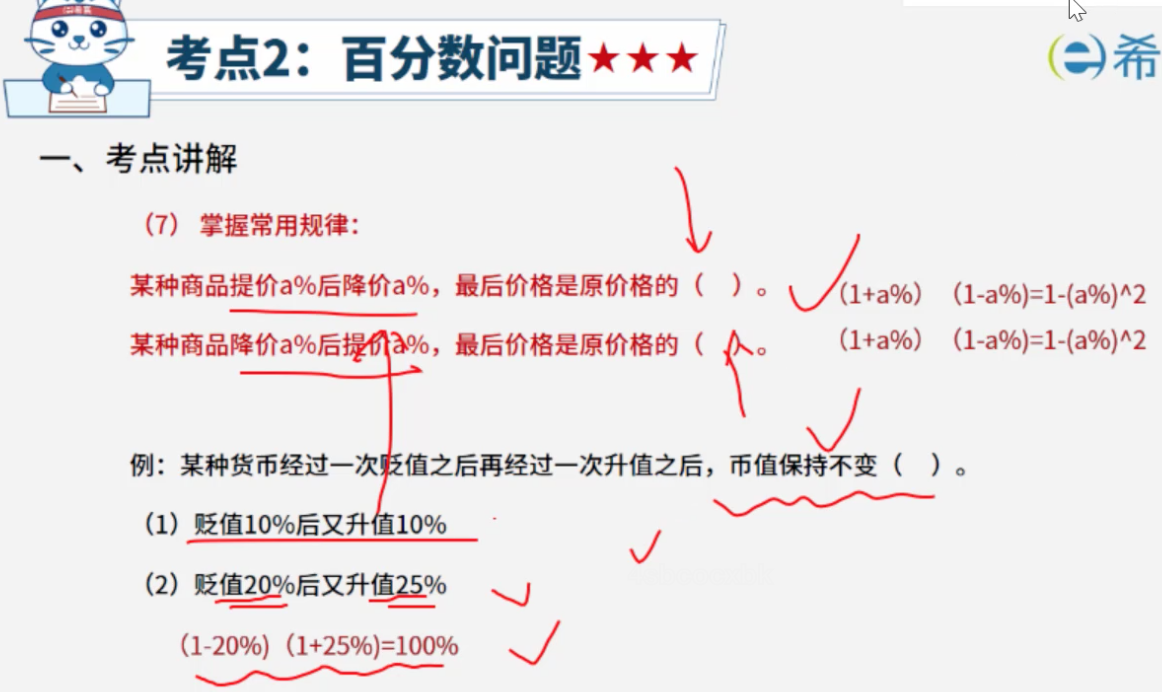 考点2：百分数问题★★★
希
一、考点讲解
（7） 掌握常用规律：
某种商品提价a%后降价a%，最后价格是原价格的（ ）。
（1+a%）（1-a%)=1-(a%)^2
某种商品降价a%后提价a%，最后价格是原价格的（ ）。
（1+a%）（1-a%)=1-(a%)^2
例：某种货币经过一次贬值之后再经过一次升值之后，币值保持不变（ ）。
（1）贬值10%后又升值10%
（2）贬值20%后又升值25%
（1-20%)（1+25%)=100%